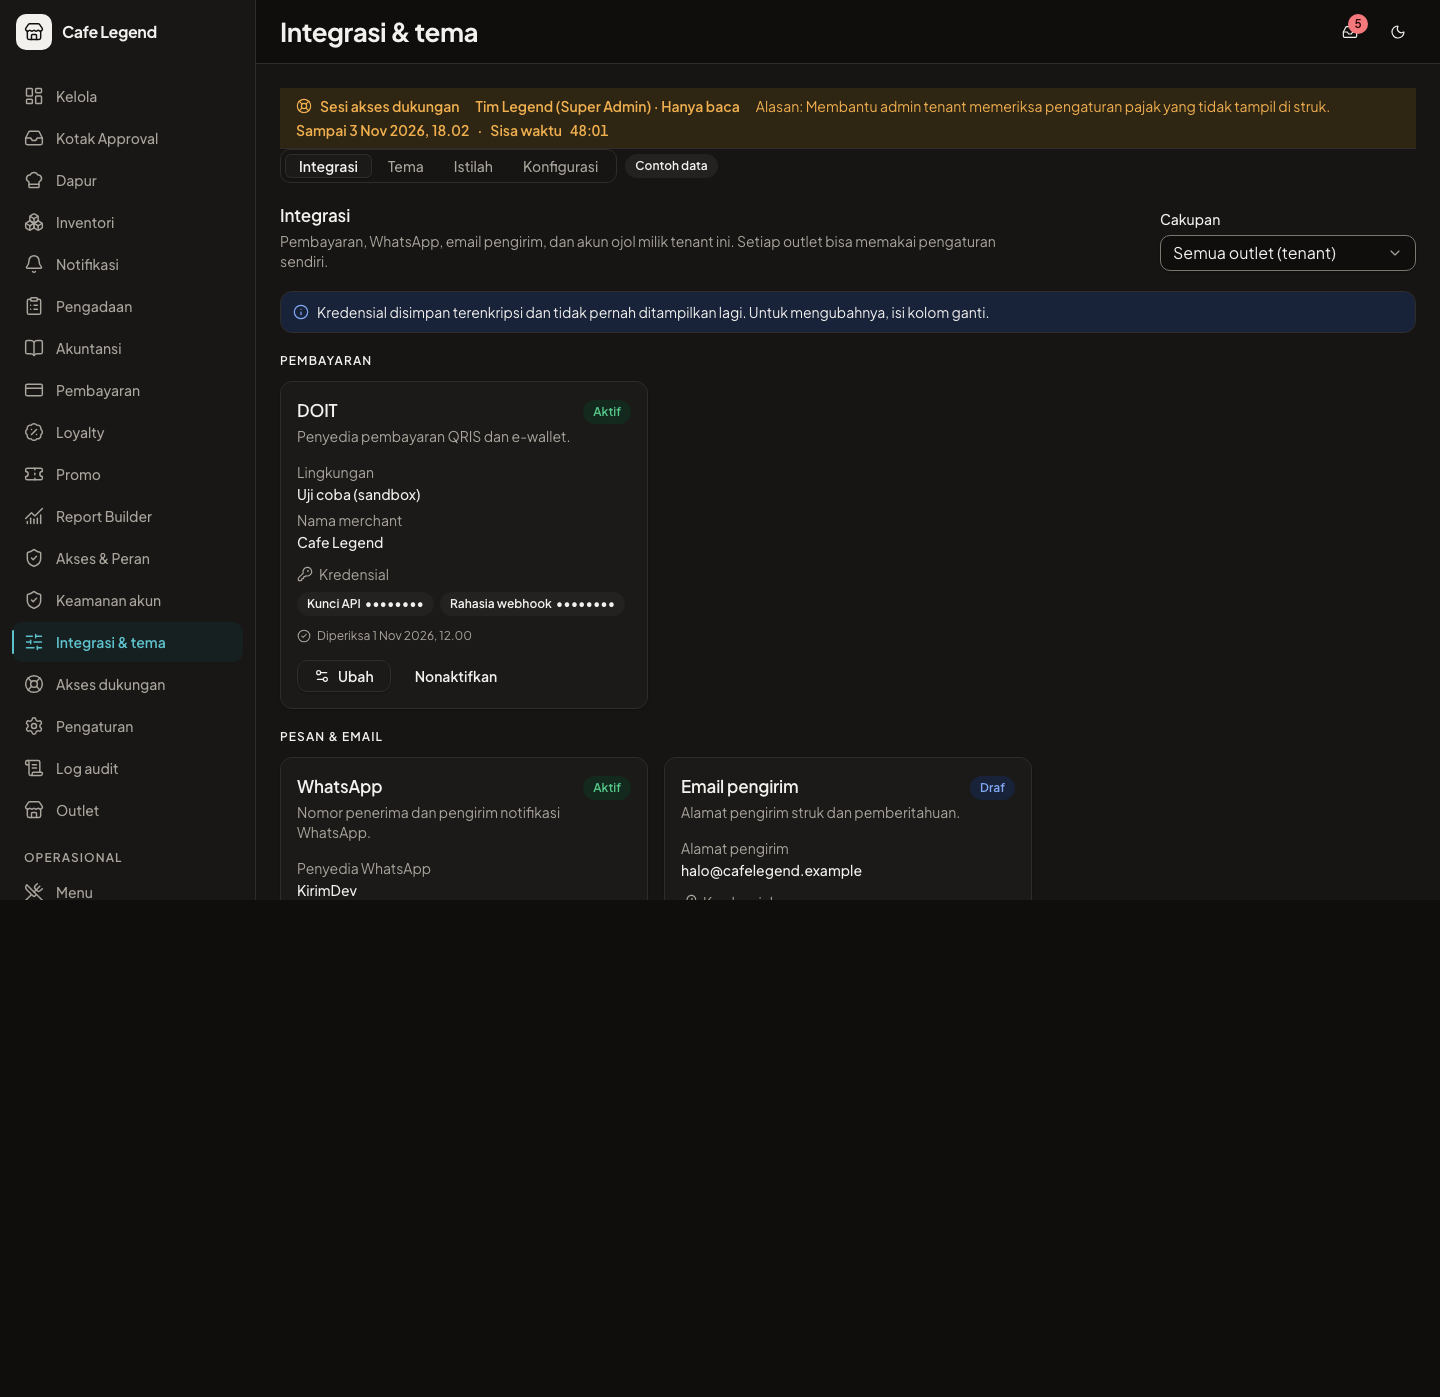 Cafe Legend
Integrasi & tema
5
Kelola
Kotak Approval
Dapur
Inventori
Notifikasi
Pengadaan
Akuntansi
Pembayaran
Loyalty
Promo
Report Builder
Akses & Peran
Keamanan akun
Integrasi & tema
Akses dukungan
Pengaturan
Log audit
Outlet
OPERASIONAL
Menu
Sesi akses dukungan Tim Legend (Super Admin) · Hanya baca Alasan: Membantu admin tenant memeriksa pengaturan pajak yang tidak tampil di struk.
Sampai 3 Nov 2026, 18.02 · Sisa waktu 48:01
Integrasi Tema Istilah Konfigurasi Contoh data
Integrasi
Pembayaran, WhatsApp, email pengirim, dan akun ojol milik tenant ini. Setiap outlet bisa memakai pengaturan
sendiri.
Cakupan
Semua outlet (tenant)
Kredensial disimpan terenkripsi dan tidak pernah ditampilkan lagi. Untuk mengubahnya, isi kolom ganti.
PEMBAYARAN
DOIT Aktif
Penyedia pembayaran QRIS dan e-wallet.
Lingkungan
Uji coba (sandbox)
Nama merchant
Cafe Legend
Kredensial
Kunci API •••••••• Rahasia webhook ••••••••
Diperiksa 1 Nov 2026, 12.00
Ubah Nonaktifkan
PESAN & EMAIL
WhatsApp Aktif
Nomor penerima dan pengirim notifikasi
WhatsApp.
Penyedia WhatsApp
KirimDev
Email pengirim Draf
Alamat pengirim struk dan pemberitahuan.
Alamat pengirim
halo@cafelegend.example